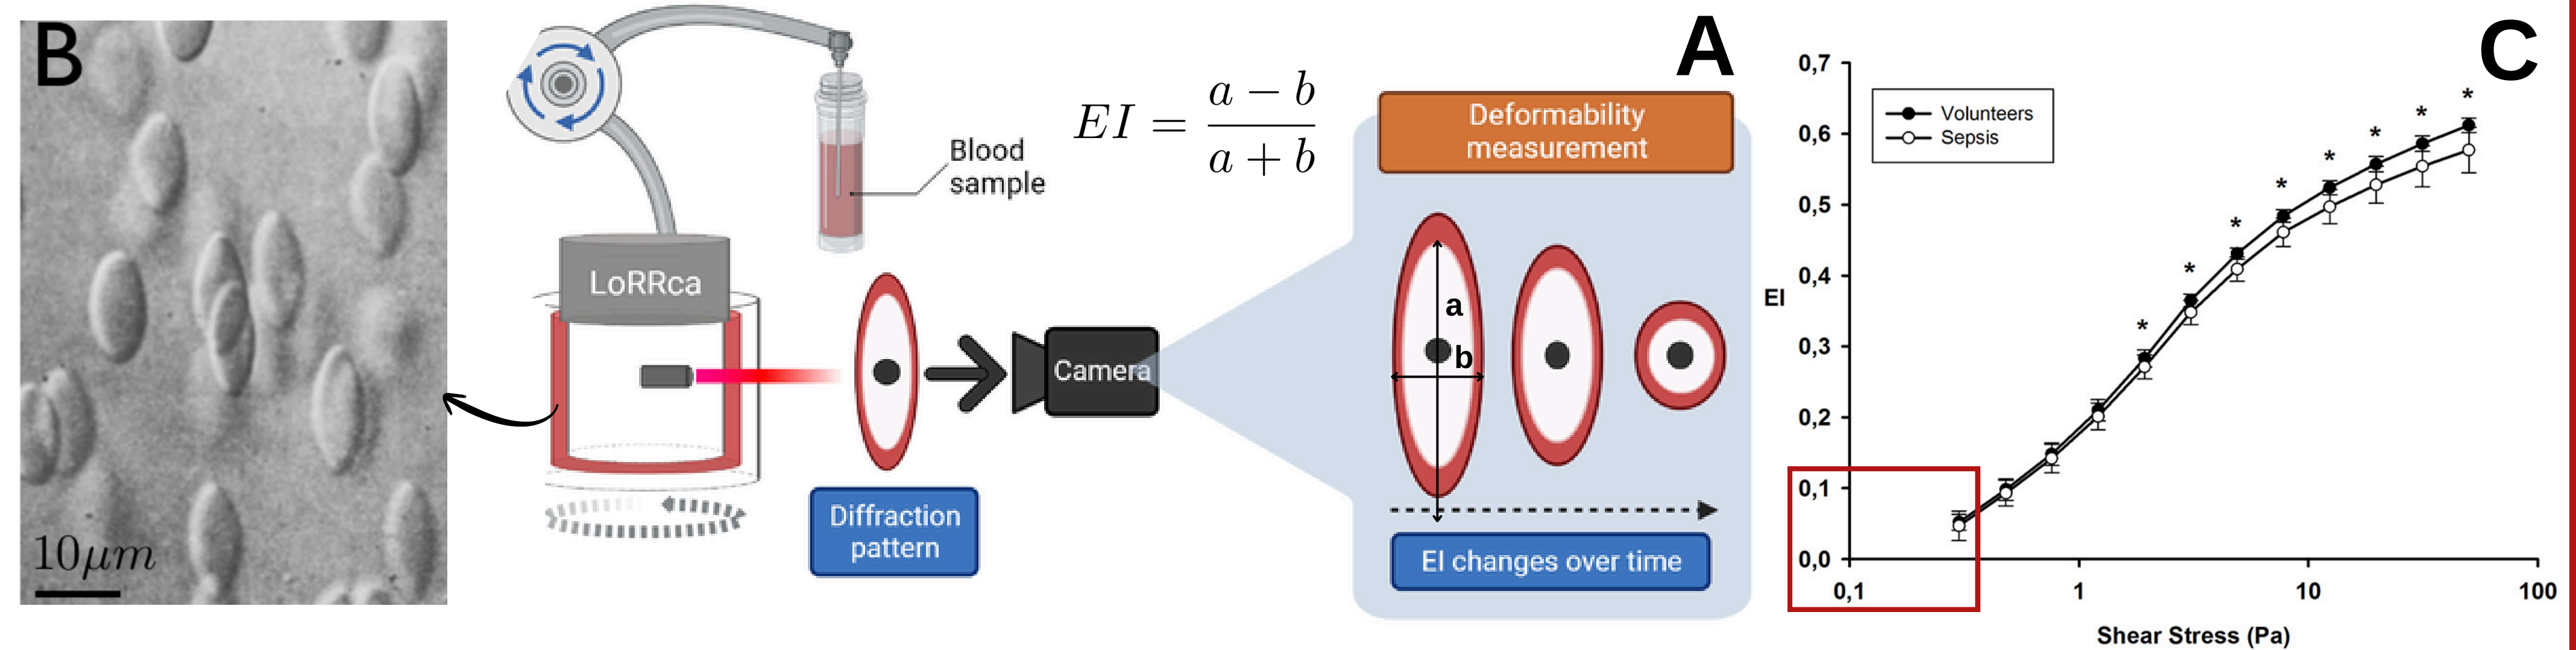 B
10μm
LoRRca
Blood
sample
EI = (a − b)/(a + b)
Diffraction
pattern
Camera
A
Deformability
measurement
a
b
EI changes over time
C
Volunteers
Sepsis
0,7
0,6
0,5
0,4
0,3
0,2
0,1
0,0
EI
* * * * * * * *
0,1 1 10 100
Shear Stress (Pa)